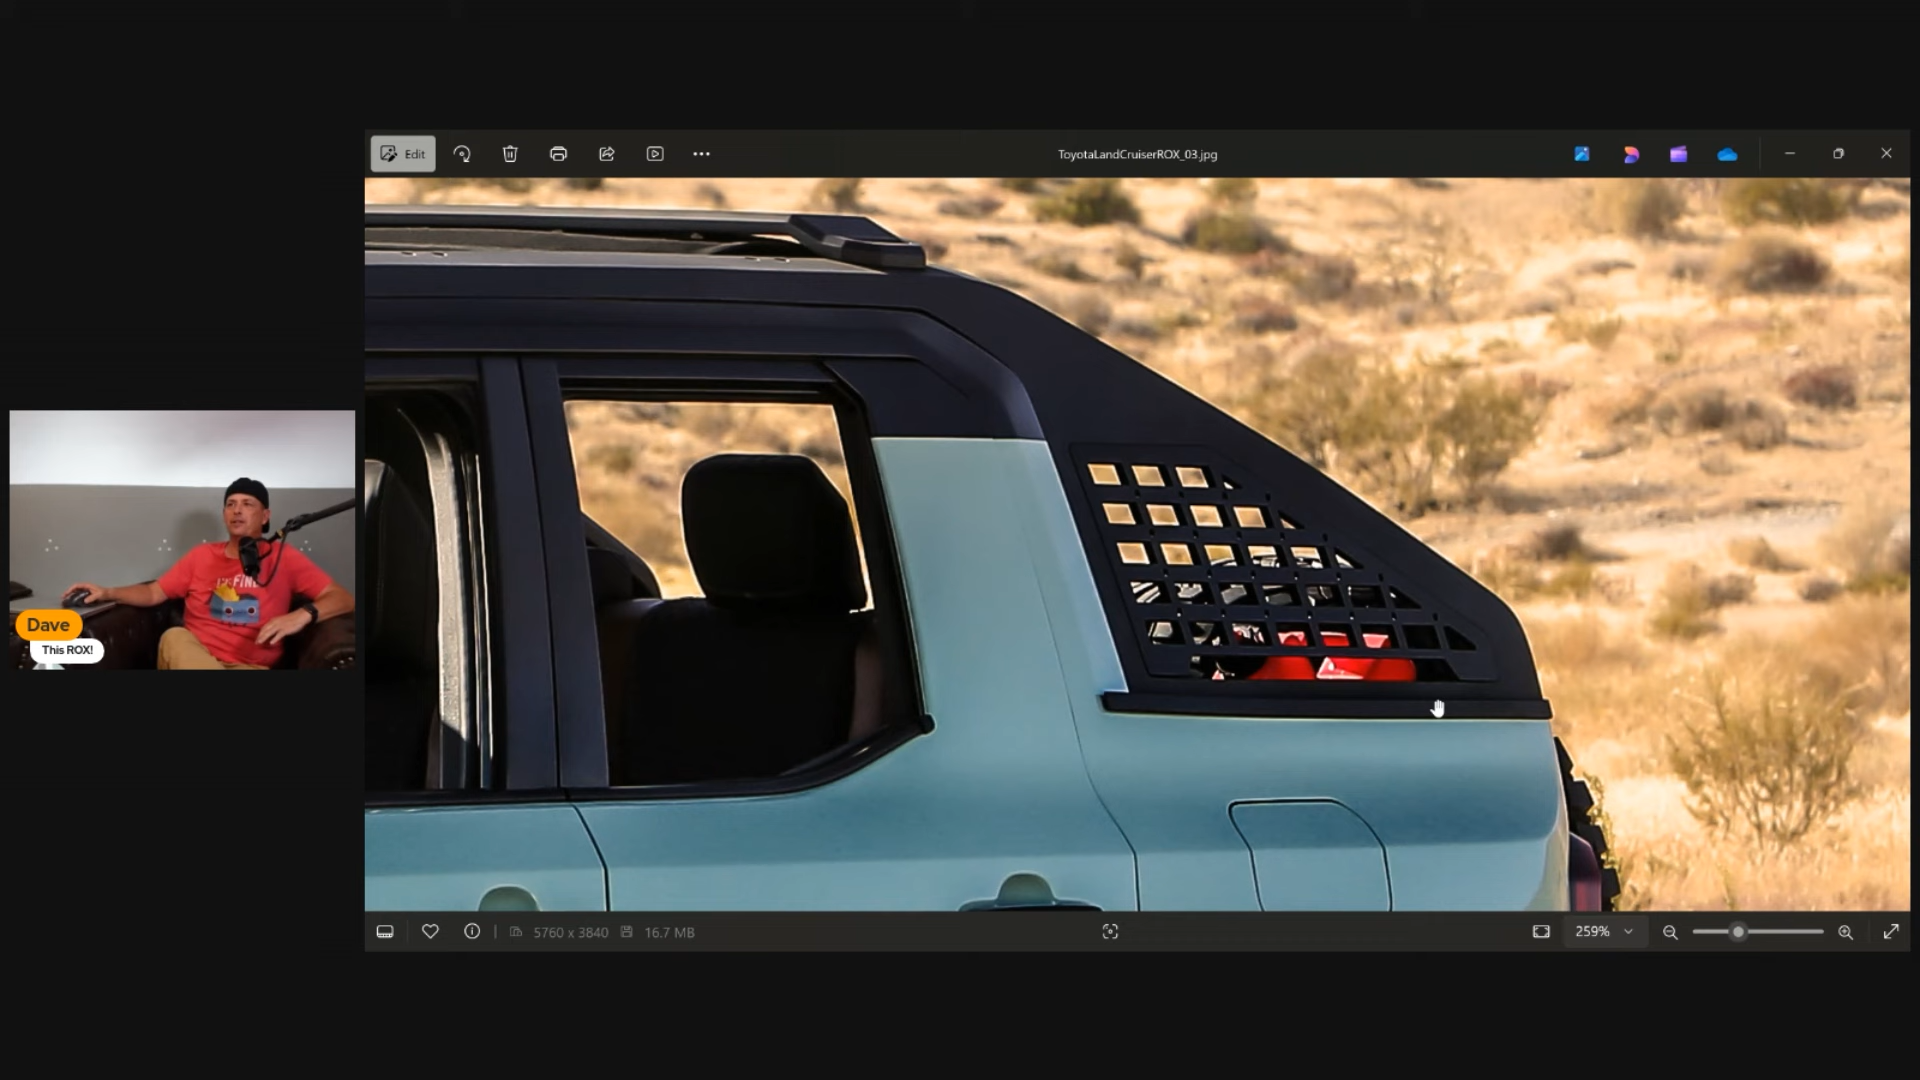 Edit
ToyotaLandCruiserROX_03.jpg
Dave
This ROX!
5760 x 3840
16.7 MB
259%